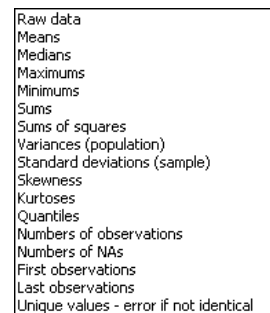 Raw data
Means
Medians
Maximums
Minimums
Sums
Sums of squares
Variances (population)
Standard deviations (sample)
Skewness
Kurtoses
Quantiles
Numbers of observations
Numbers of NAs
First observations
Last observations
Unique values - error if not identical